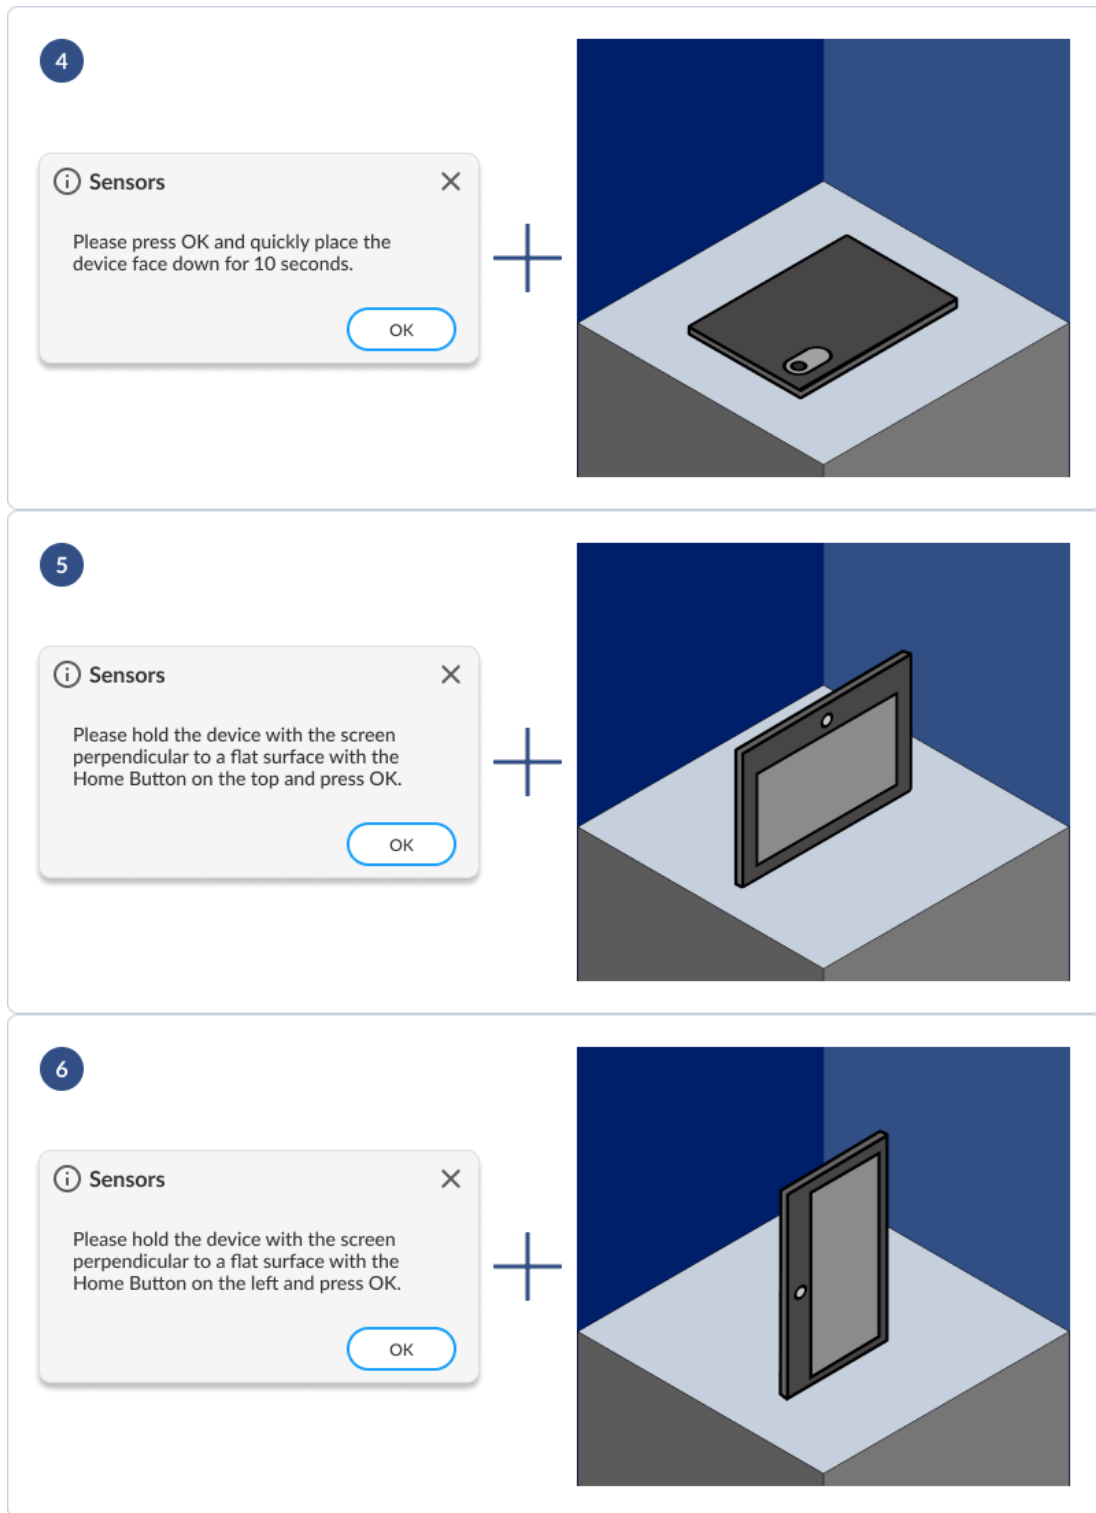 4
Sensors
Please press OK and quickly place the
device face down for 10 seconds.
OK
5
Sensors
Please hold the device with the screen
perpendicular to a flat surface with the
Home Button on the top and press OK.
OK
6
Sensors
Please hold the device with the screen
perpendicular to a flat surface with the
Home Button on the left and press OK.
OK